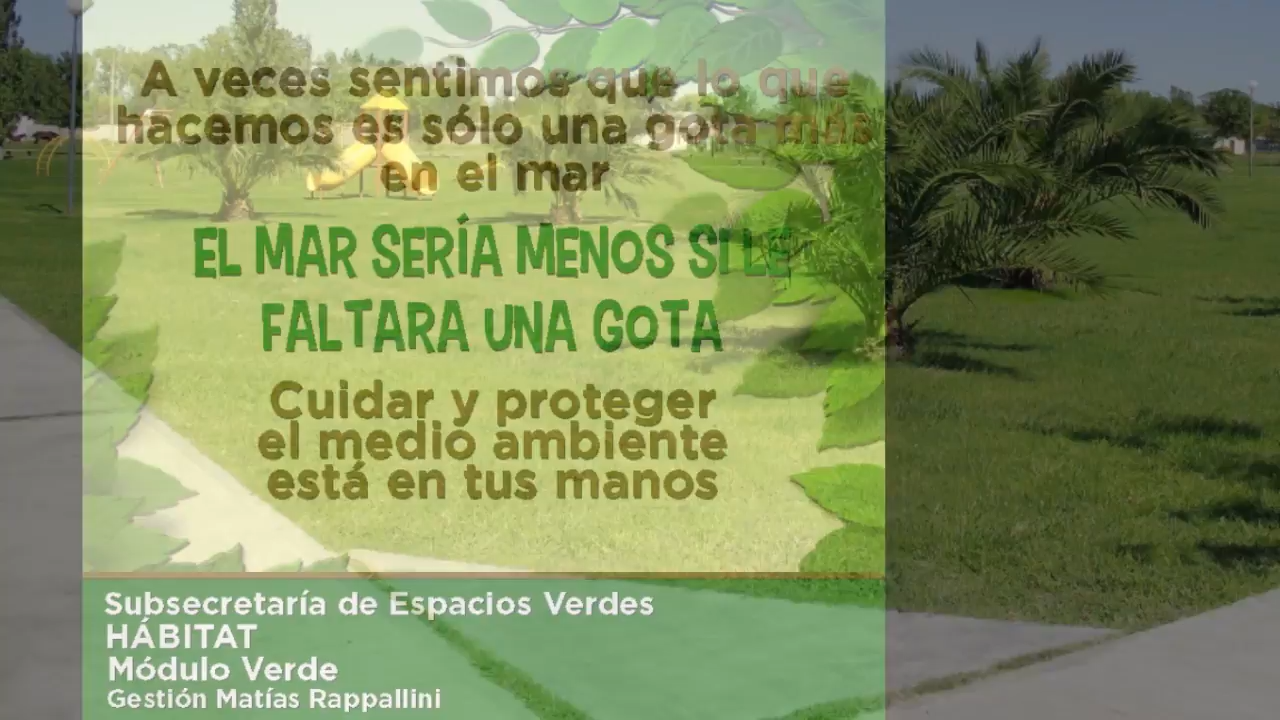 A veces sentimos que lo que
hacemos es sólo una gota más
en el mar
EL MAR SERÍA MENOS SI LE
FALTARA UNA GOTA
Cuidar y proteger
el medio ambiente
está en tus manos
Subsecretaría de Espacios Verdes
HÁBITAT
Módulo Verde
Gestión Matías Rappallini